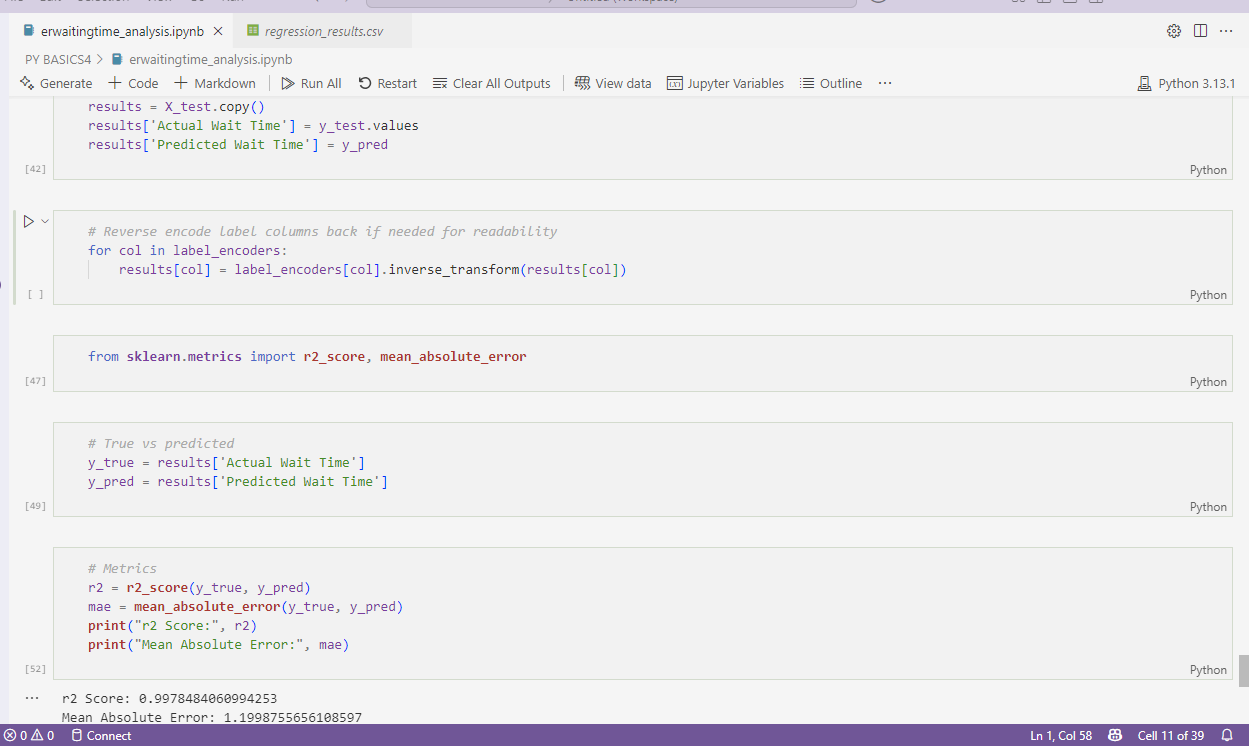 erwaitingtime_analysis.ipynb
regression_results.csv
PY BASICS4 > erwaitingtime_analysis.ipynb
Generate + Code + Markdown Run All Restart Clear All Outputs View data Jupyter Variables Outline ... Python 3.13.1
results = X_test.copy()
results['Actual Wait Time'] = y_test.values
results['Predicted Wait Time'] = y_pred
[42]
Python
# Reverse encode label columns back if needed for readability
for col in label_encoders:
results[col] = label_encoders[col].inverse_transform(results[col])
[ ]
Python
from sklearn.metrics import r2_score, mean_absolute_error
[47]
Python
# True vs predicted
y_true = results['Actual Wait Time']
y_pred = results['Predicted Wait Time']
[49]
Python
# Metrics
r2 = r2_score(y_true, y_pred)
mae = mean_absolute_error(y_true, y_pred)
print("r2 Score:", r2)
print("Mean Absolute Error:", mae)
[52]
Python
... r2 Score: 0.9978484060994253
Mean Absolute Error: 1.1998755656108597
0 0 Connect Ln 1, Col 58 Cell 11 of 39